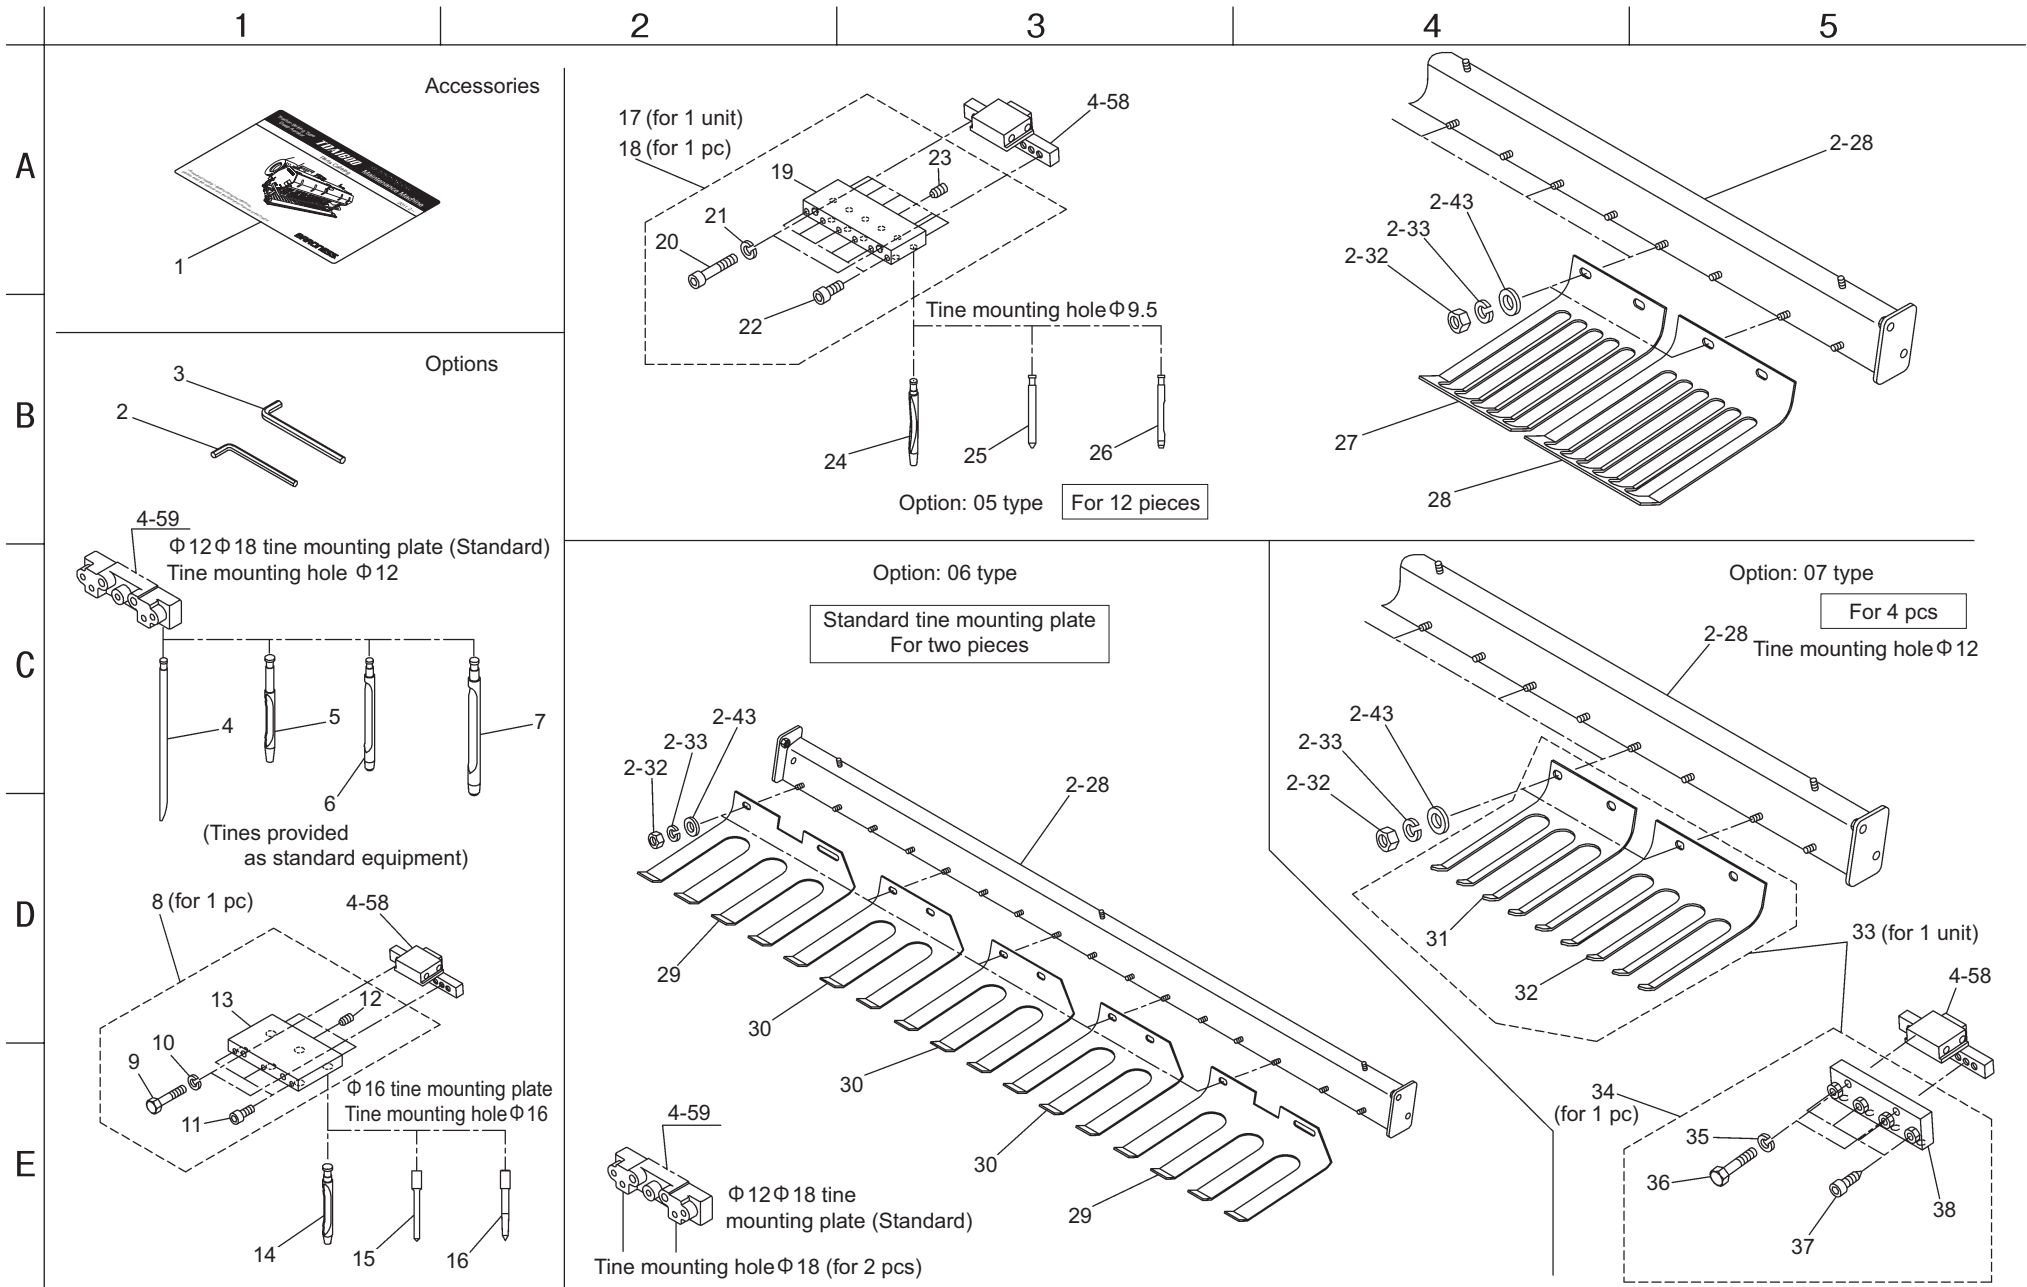 1 2 3 4 5
A
B
C
D
E
Accessories
TDA1600
1
Options
3
2
4-59
Φ12Φ18 tine mounting plate (Standard)
Tine mounting hole Φ12
4
5
6
7
(Tines provided
as standard equipment)
8 (for 1 pc)
4-58
13
12
10
9
11
Φ16 tine mounting plate
Tine mounting hole Φ16
14
15
16
17 (for 1 unit)
18 (for 1 pc)
4-58
19
23
21
20
22
Tine mounting hole Φ9.5
24
25
26
Option: 05 type
For 12 pieces
2-28
2-43
2-33
2-32
27
28
Option: 06 type
Standard tine mounting plate
For two pieces
2-43
2-33
2-32
2-28
29
30
30
30
29
4-59
Φ12Φ18 tine
mounting plate (Standard)
Tine mounting hole Φ18 (for 2 pcs)
Option: 07 type
For 4 pcs
2-28
Tine mounting hole Φ12
2-43
2-33
2-32
31
32
33 (for 1 unit)
4-58
34
(for 1 pc)
35
36
37
38